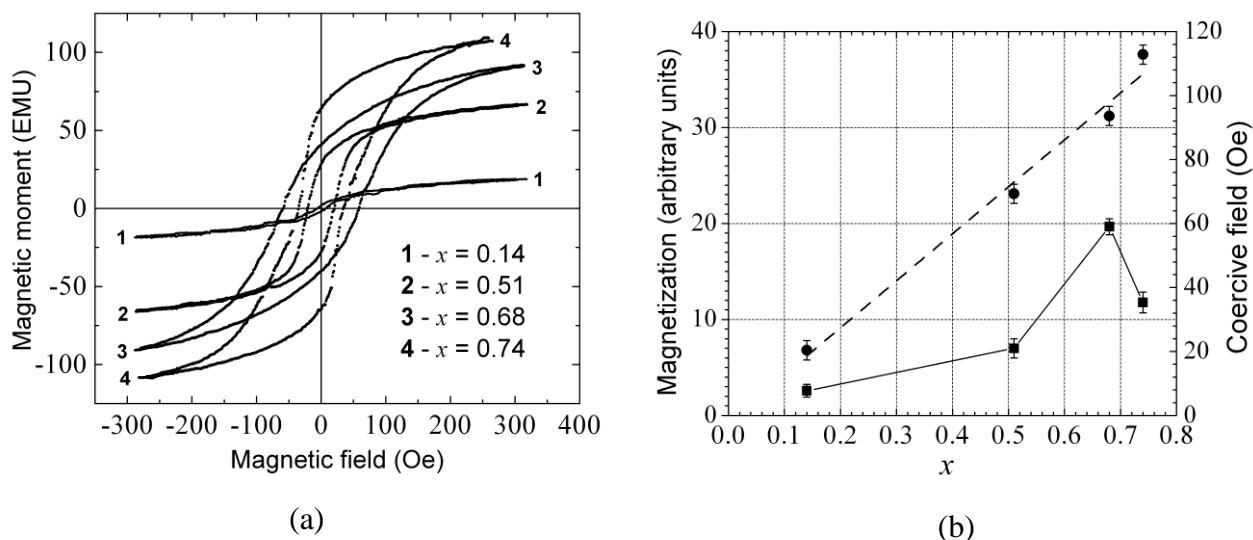 100
50
0
-50
-100
Magnetic moment (EMU)
4
3
2
1
1
2
3
4
1 - x = 0.14
2 - x = 0.51
3 - x = 0.68
4 - x = 0.74
-300 -200 -100 0 100 200 300 400
Magnetic field (Oe)
(a)
40
30
20
10
0
Magnetization (arbitrary units)
120
100
80
60
40
20
0
Coercive field (Oe)
0.0 0.1 0.2 0.3 0.4 0.5 0.6 0.7 0.8
x
(b)